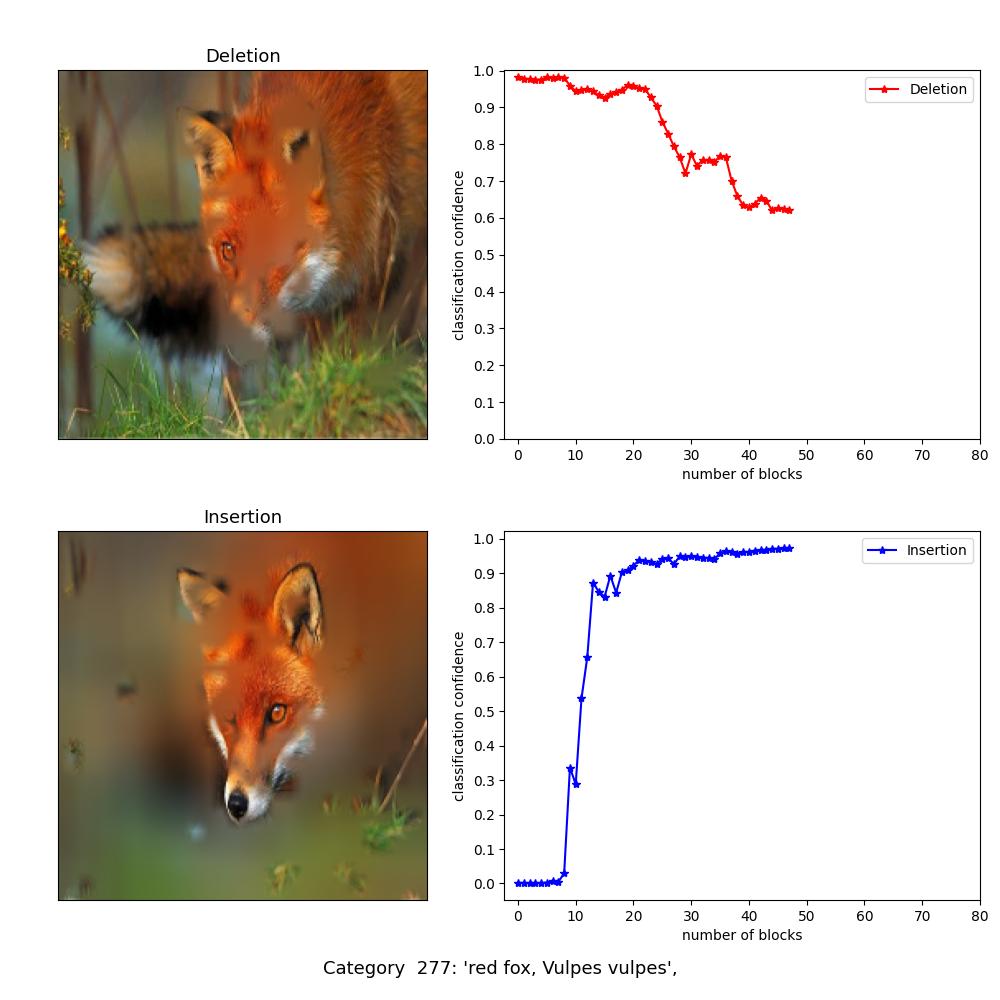 Deletion
1.0
0.9
0.8
0.7
0.6
0.5
0.4
0.3
0.2
0.1
0.0
classification confidence
Deletion
0 10 20 30 40 50 60 70 80
number of blocks
Insertion
1.0
0.9
0.8
0.7
0.6
0.5
0.4
0.3
0.2
0.1
0.0
classification confidence
Insertion
0 10 20 30 40 50 60 70 80
number of blocks
Category  277: 'red fox, Vulpes vulpes',